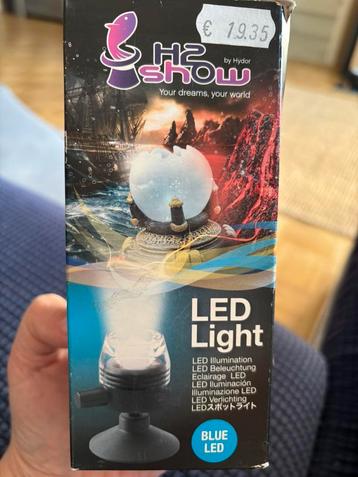 € 19.35
H2
show
by Hydor
Your dreams, your world
LED
Light
LED Illumination
LED Beleuchtung
Eclairage LED
LED Iluminación
Illuminazione LED
LED Verlichting
LEDスポットライト
BLUE
LED